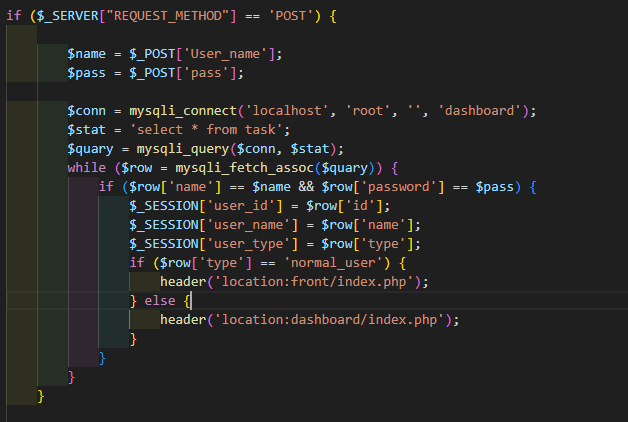 if ($_SERVER["REQUEST_METHOD"] == 'POST') {
$name = $_POST['User_name'];
$pass = $_POST['pass'];
$conn = mysqli_connect('localhost', 'root', '', 'dashboard');
$stat = 'select * from task';
$quary = mysqli_query($conn, $stat);
while ($row = mysqli_fetch_assoc($quary)) {
if ($row['name'] == $name && $row['password'] == $pass) {
$_SESSION['user_id'] = $row['id'];
$_SESSION['user_name'] = $row['name'];
$_SESSION['user_type'] = $row['type'];
if ($row['type'] == 'normal_user') {
header('location:front/index.php');
} else {
header('location:dashboard/index.php');
}
}
}
}